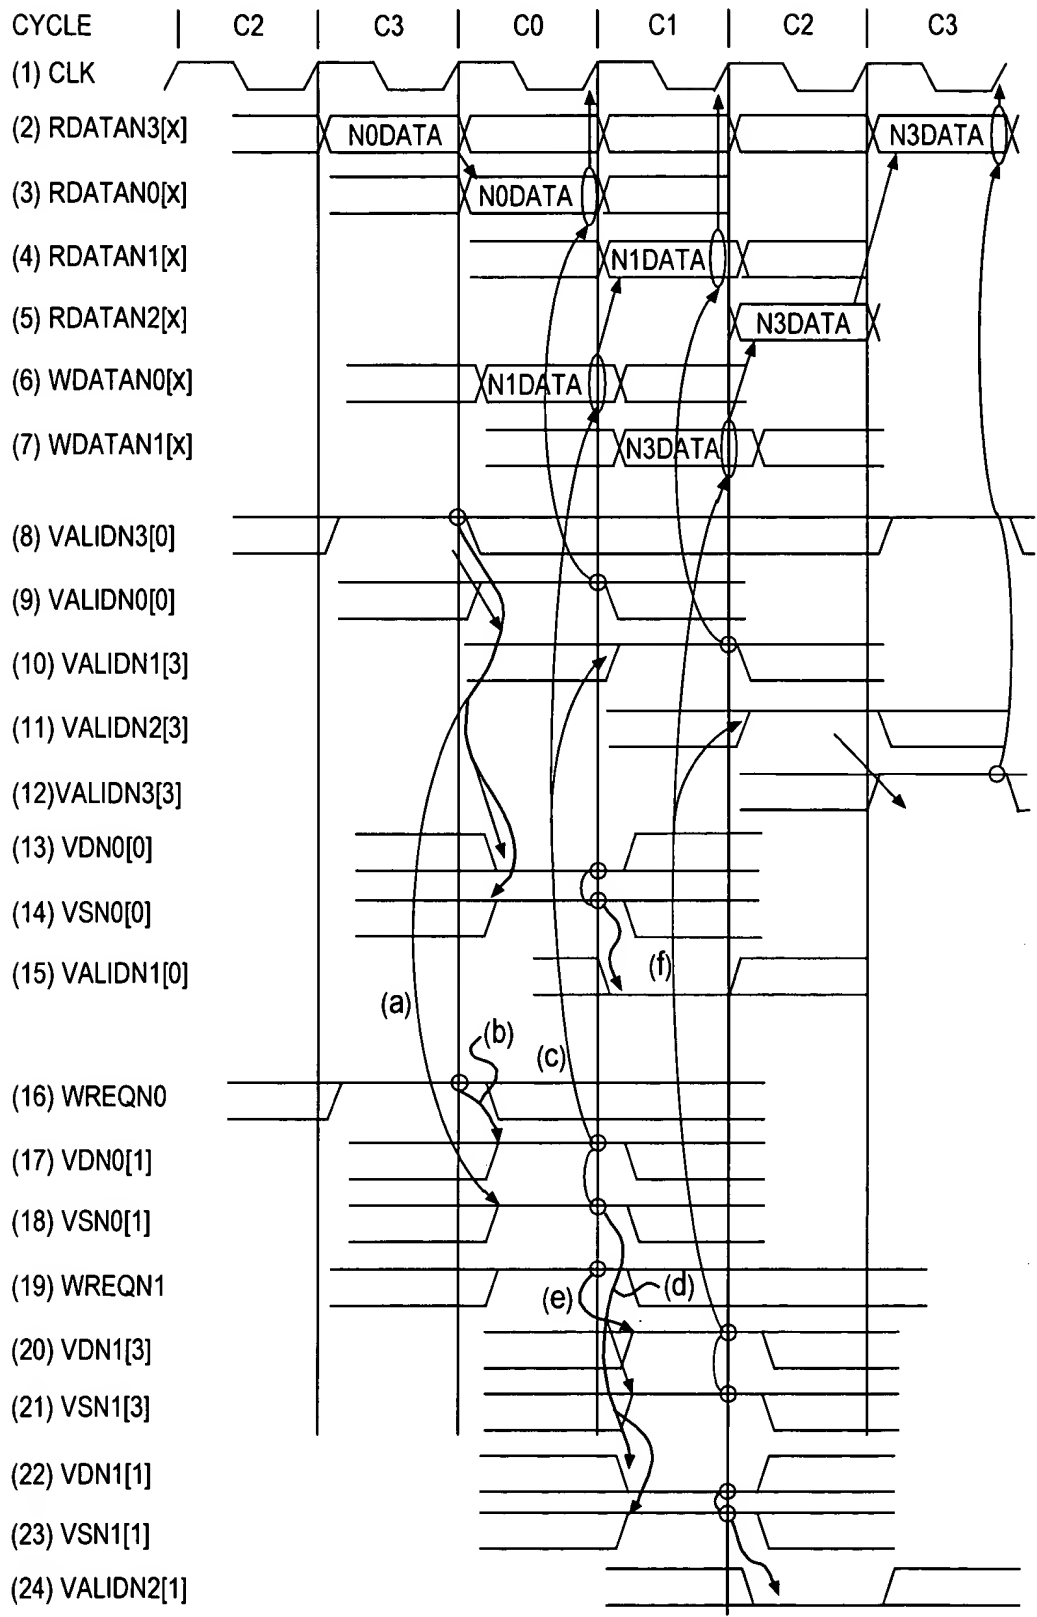 CYCLE C2 C3 C0 C1 C2 C3
(1) CLK
(2) RDATAN3[x] N0DATA N3DATA
(3) RDATAN0[x] N0DATA
(4) RDATAN1[x] N1DATA
(5) RDATAN2[x] N3DATA
(6) WDATAN0[x] N1DATA
(7) WDATAN1[x] N3DATA
(8) VALIDN3[0]
(9) VALIDN0[0]
(10) VALIDN1[3]
(11) VALIDN2[3]
(12)VALIDN3[3]
(13) VDN0[0]
(14) VSN0[0]
(15) VALIDN1[0] (f)
(a)
(b)
(c)
(16) WREQN0
(17) VDN0[1]
(18) VSN0[1]
(19) WREQN1 (e) (d)
(20) VDN1[3]
(21) VSN1[3]
(22) VDN1[1]
(23) VSN1[1]
(24) VALIDN2[1]